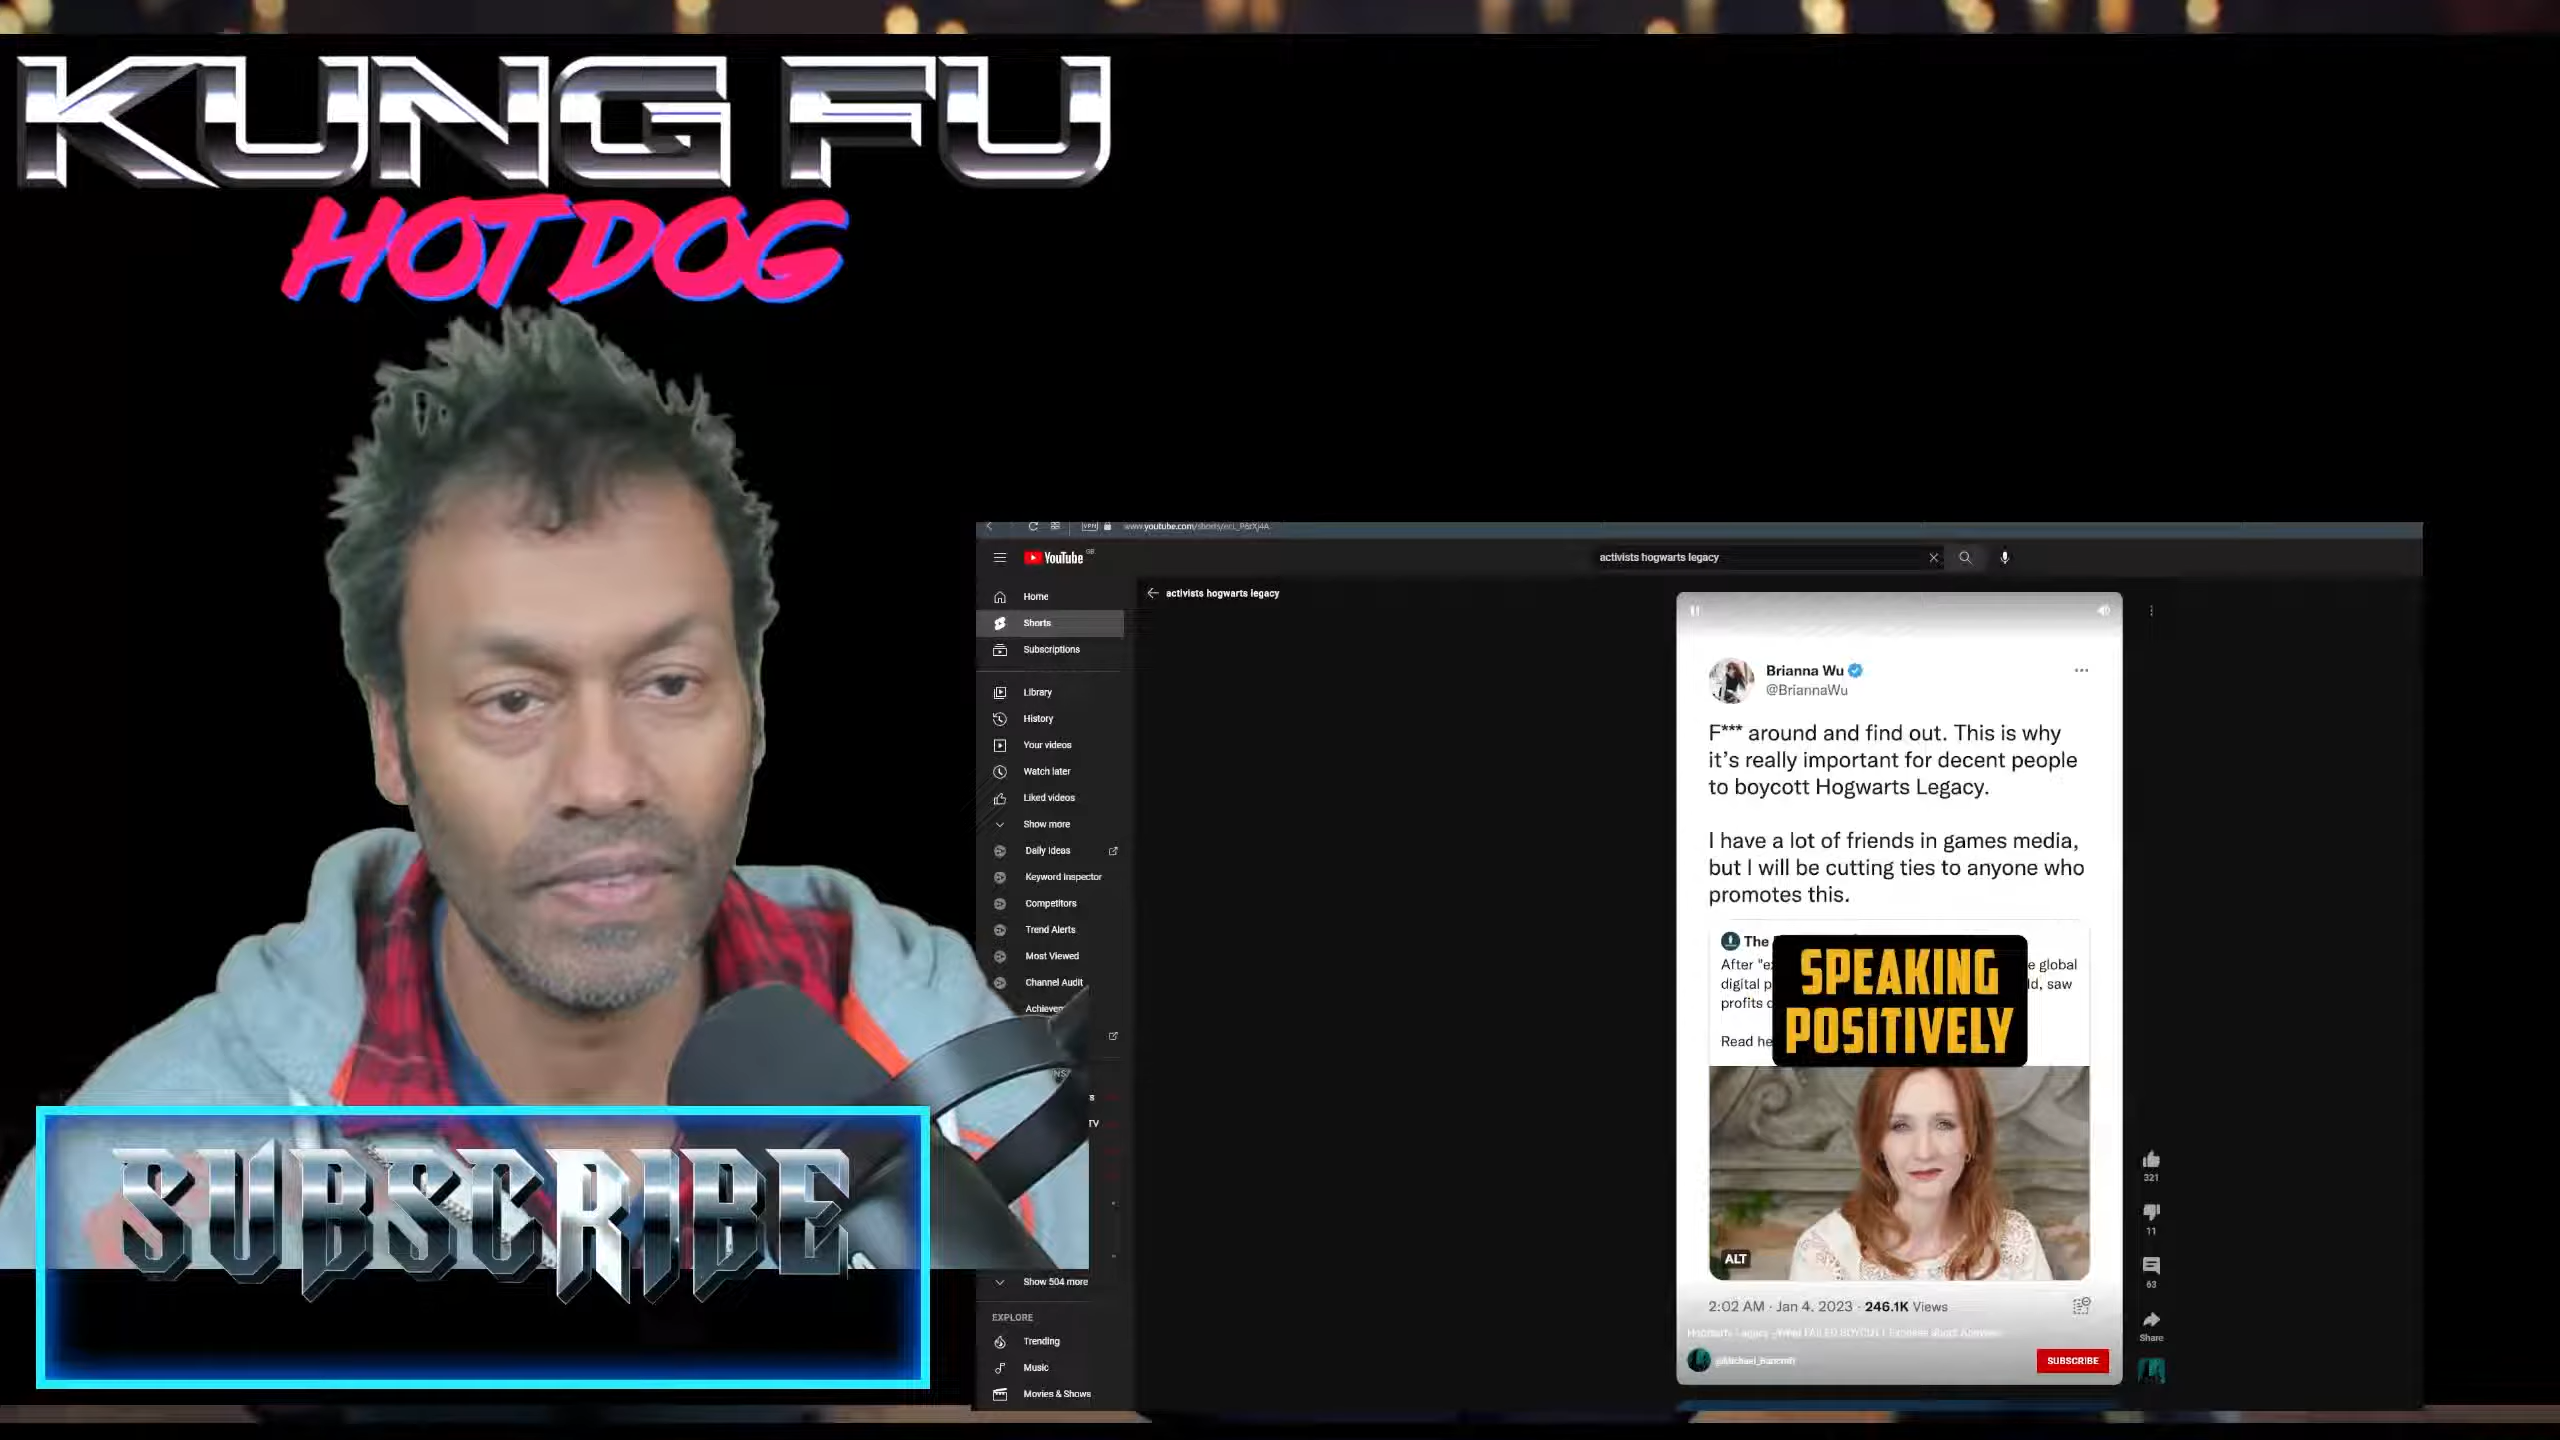 KUNG FU
HOTDOG
SUBSCRIBE
VPN
YouTube GB
activists hogwarts legacy
Home
Shorts
Subscriptions
Library
History
Your videos
Watch later
Liked videos
Show more
Daily Ideas
Keyword Inspector
Competitors
Trend Alerts
Most Viewed
Channel Audit
Show 504 more
EXPLORE
Trending
Music
Movies & Shows
activists hogwarts legacy
Brianna Wu
@BriannaWu
F*** around and find out. This is why
it's really important for decent people
to boycott Hogwarts Legacy.
I have a lot of friends in games media,
but I will be cutting ties to anyone who
promotes this.
The
After
global
digital
saw
profits
Read
SPEAKING
POSITIVELY
ALT
2:02 AM · Jan 4, 2023 · 246.1K Views
SUBSCRIBE
321
11
63
Share